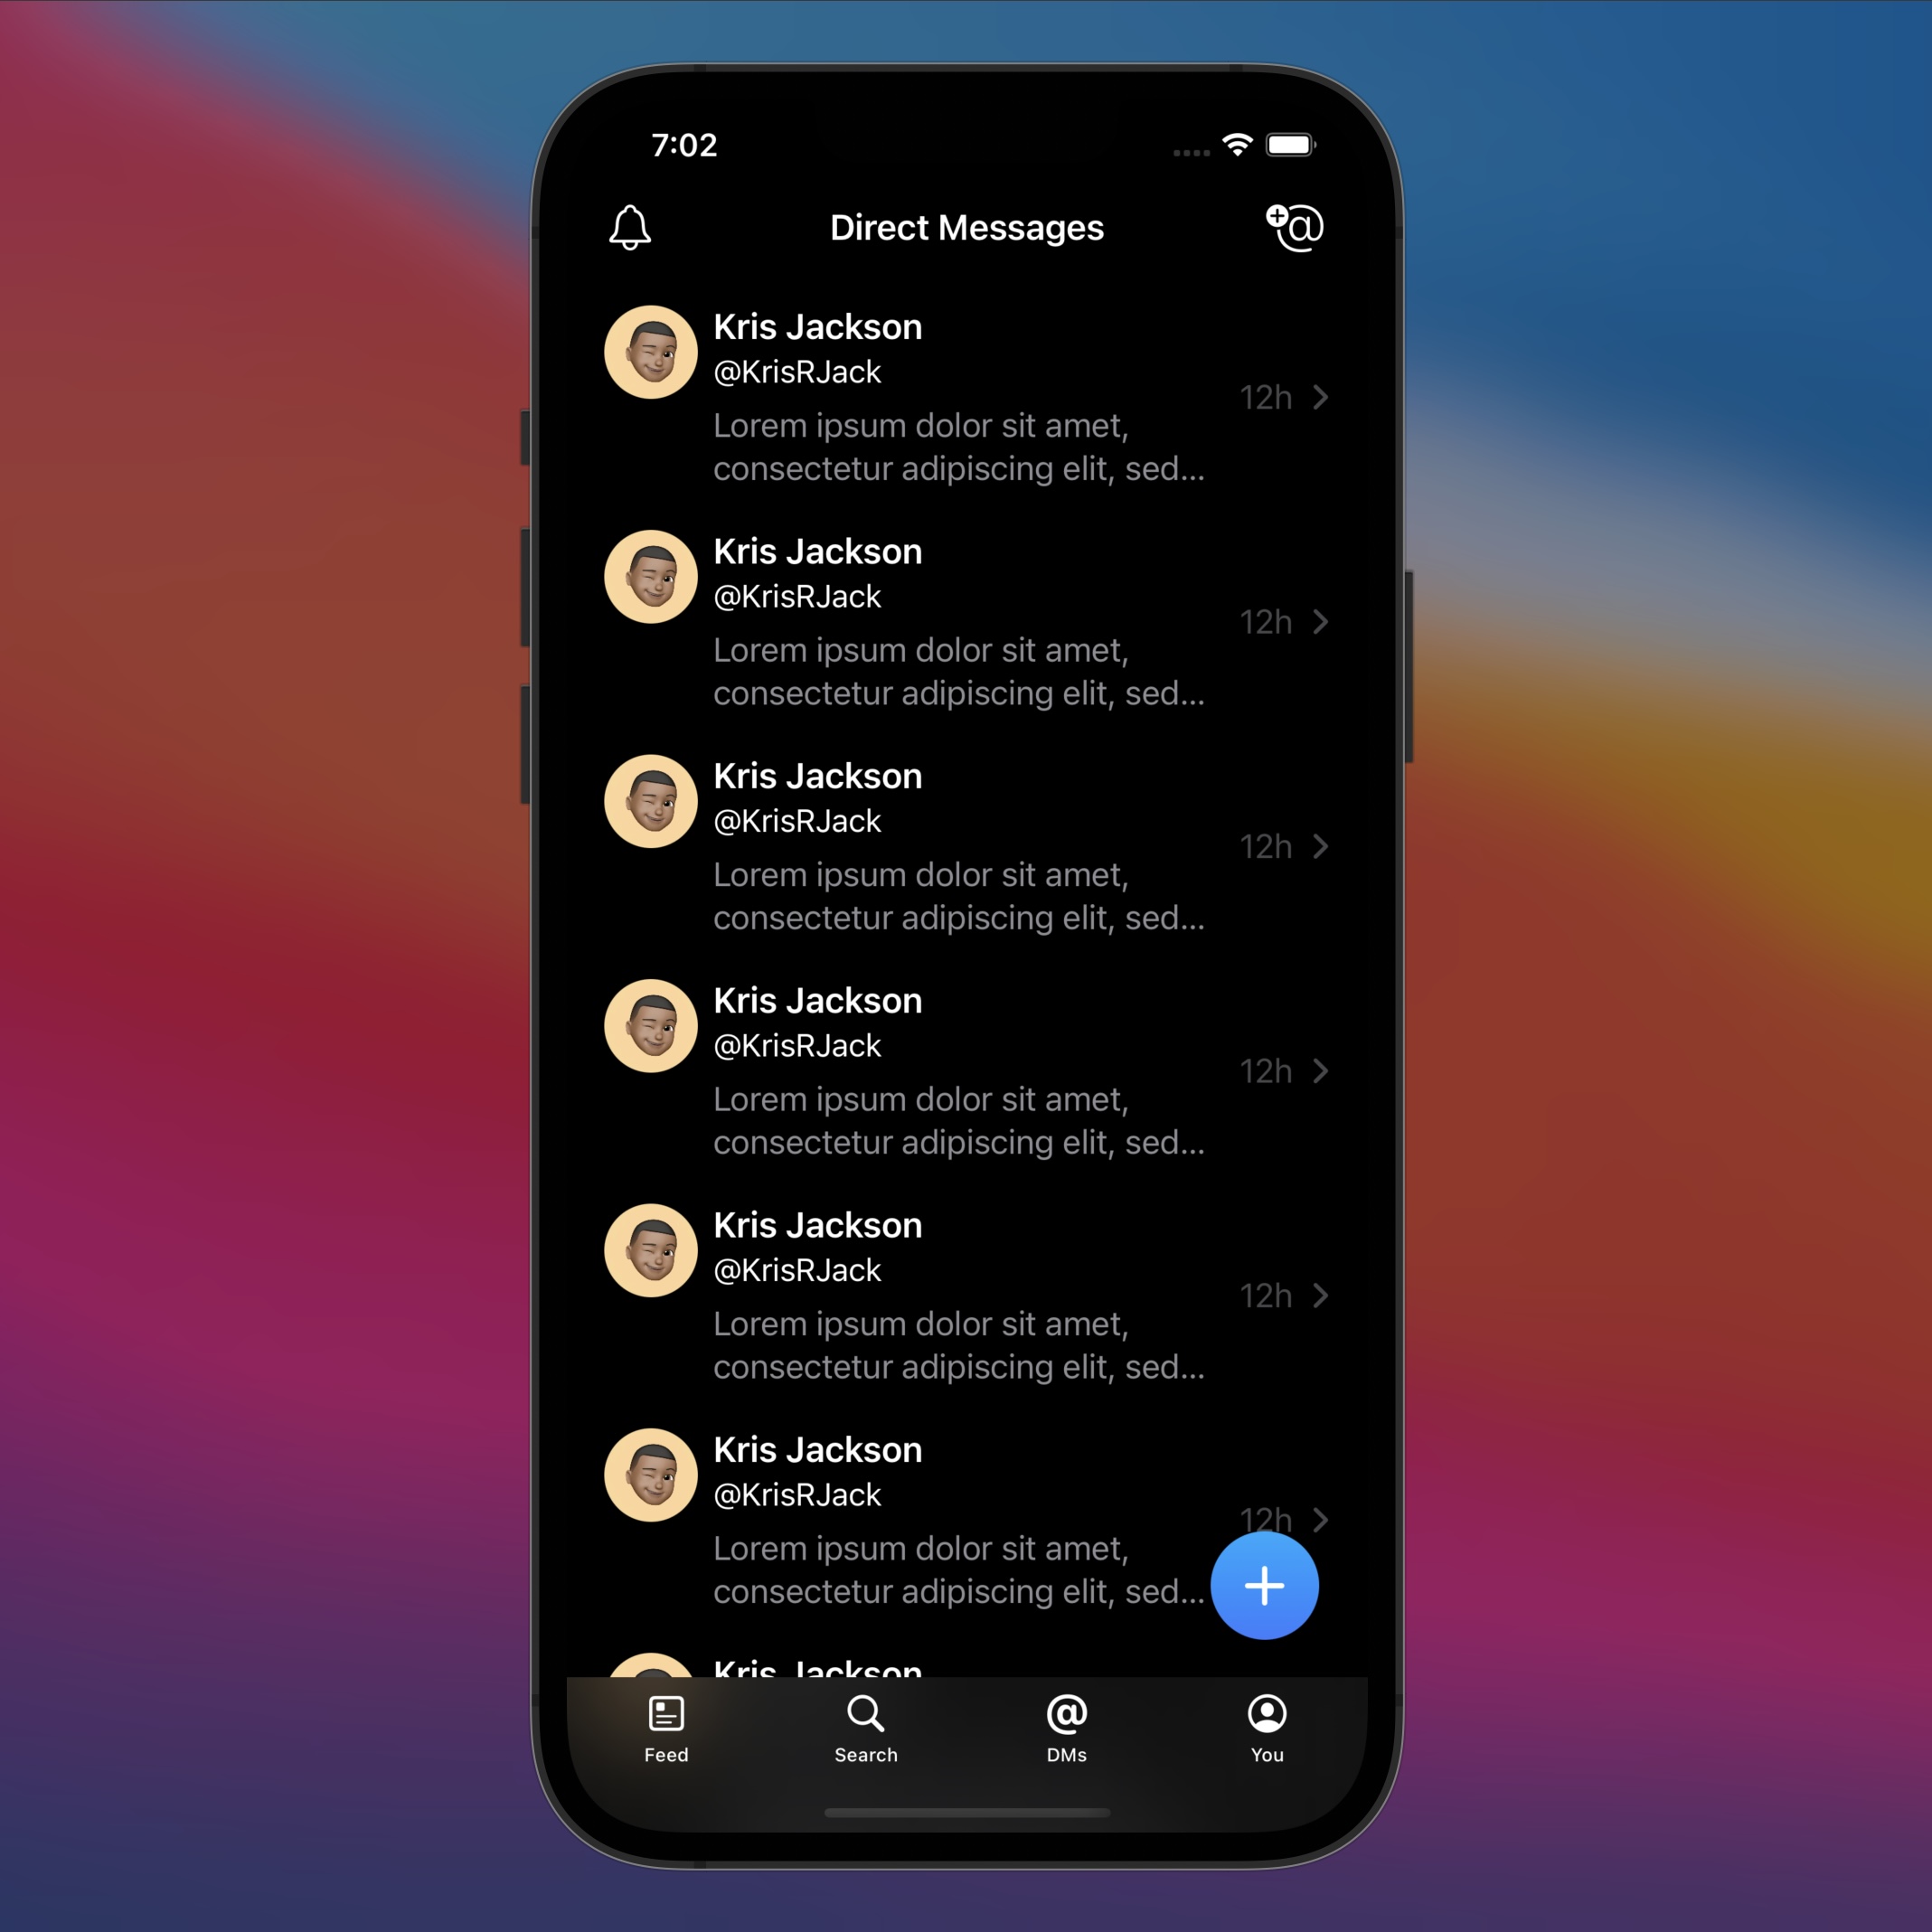 7:02
Direct Messages
Kris Jackson
@KrisRJack
12h
Lorem ipsum dolor sit amet,
consectetur adipiscing elit, sed...
Kris Jackson
@KrisRJack
12h
Lorem ipsum dolor sit amet,
consectetur adipiscing elit, sed...
Kris Jackson
@KrisRJack
12h
Lorem ipsum dolor sit amet,
consectetur adipiscing elit, sed...
Kris Jackson
@KrisRJack
12h
Lorem ipsum dolor sit amet,
consectetur adipiscing elit, sed...
Kris Jackson
@KrisRJack
12h
Lorem ipsum dolor sit amet,
consectetur adipiscing elit, sed...
Kris Jackson
@KrisRJack
12h
Lorem ipsum dolor sit amet,
consectetur adipiscing elit, sed...
Kris Jackson
Feed
Search
DMs
You